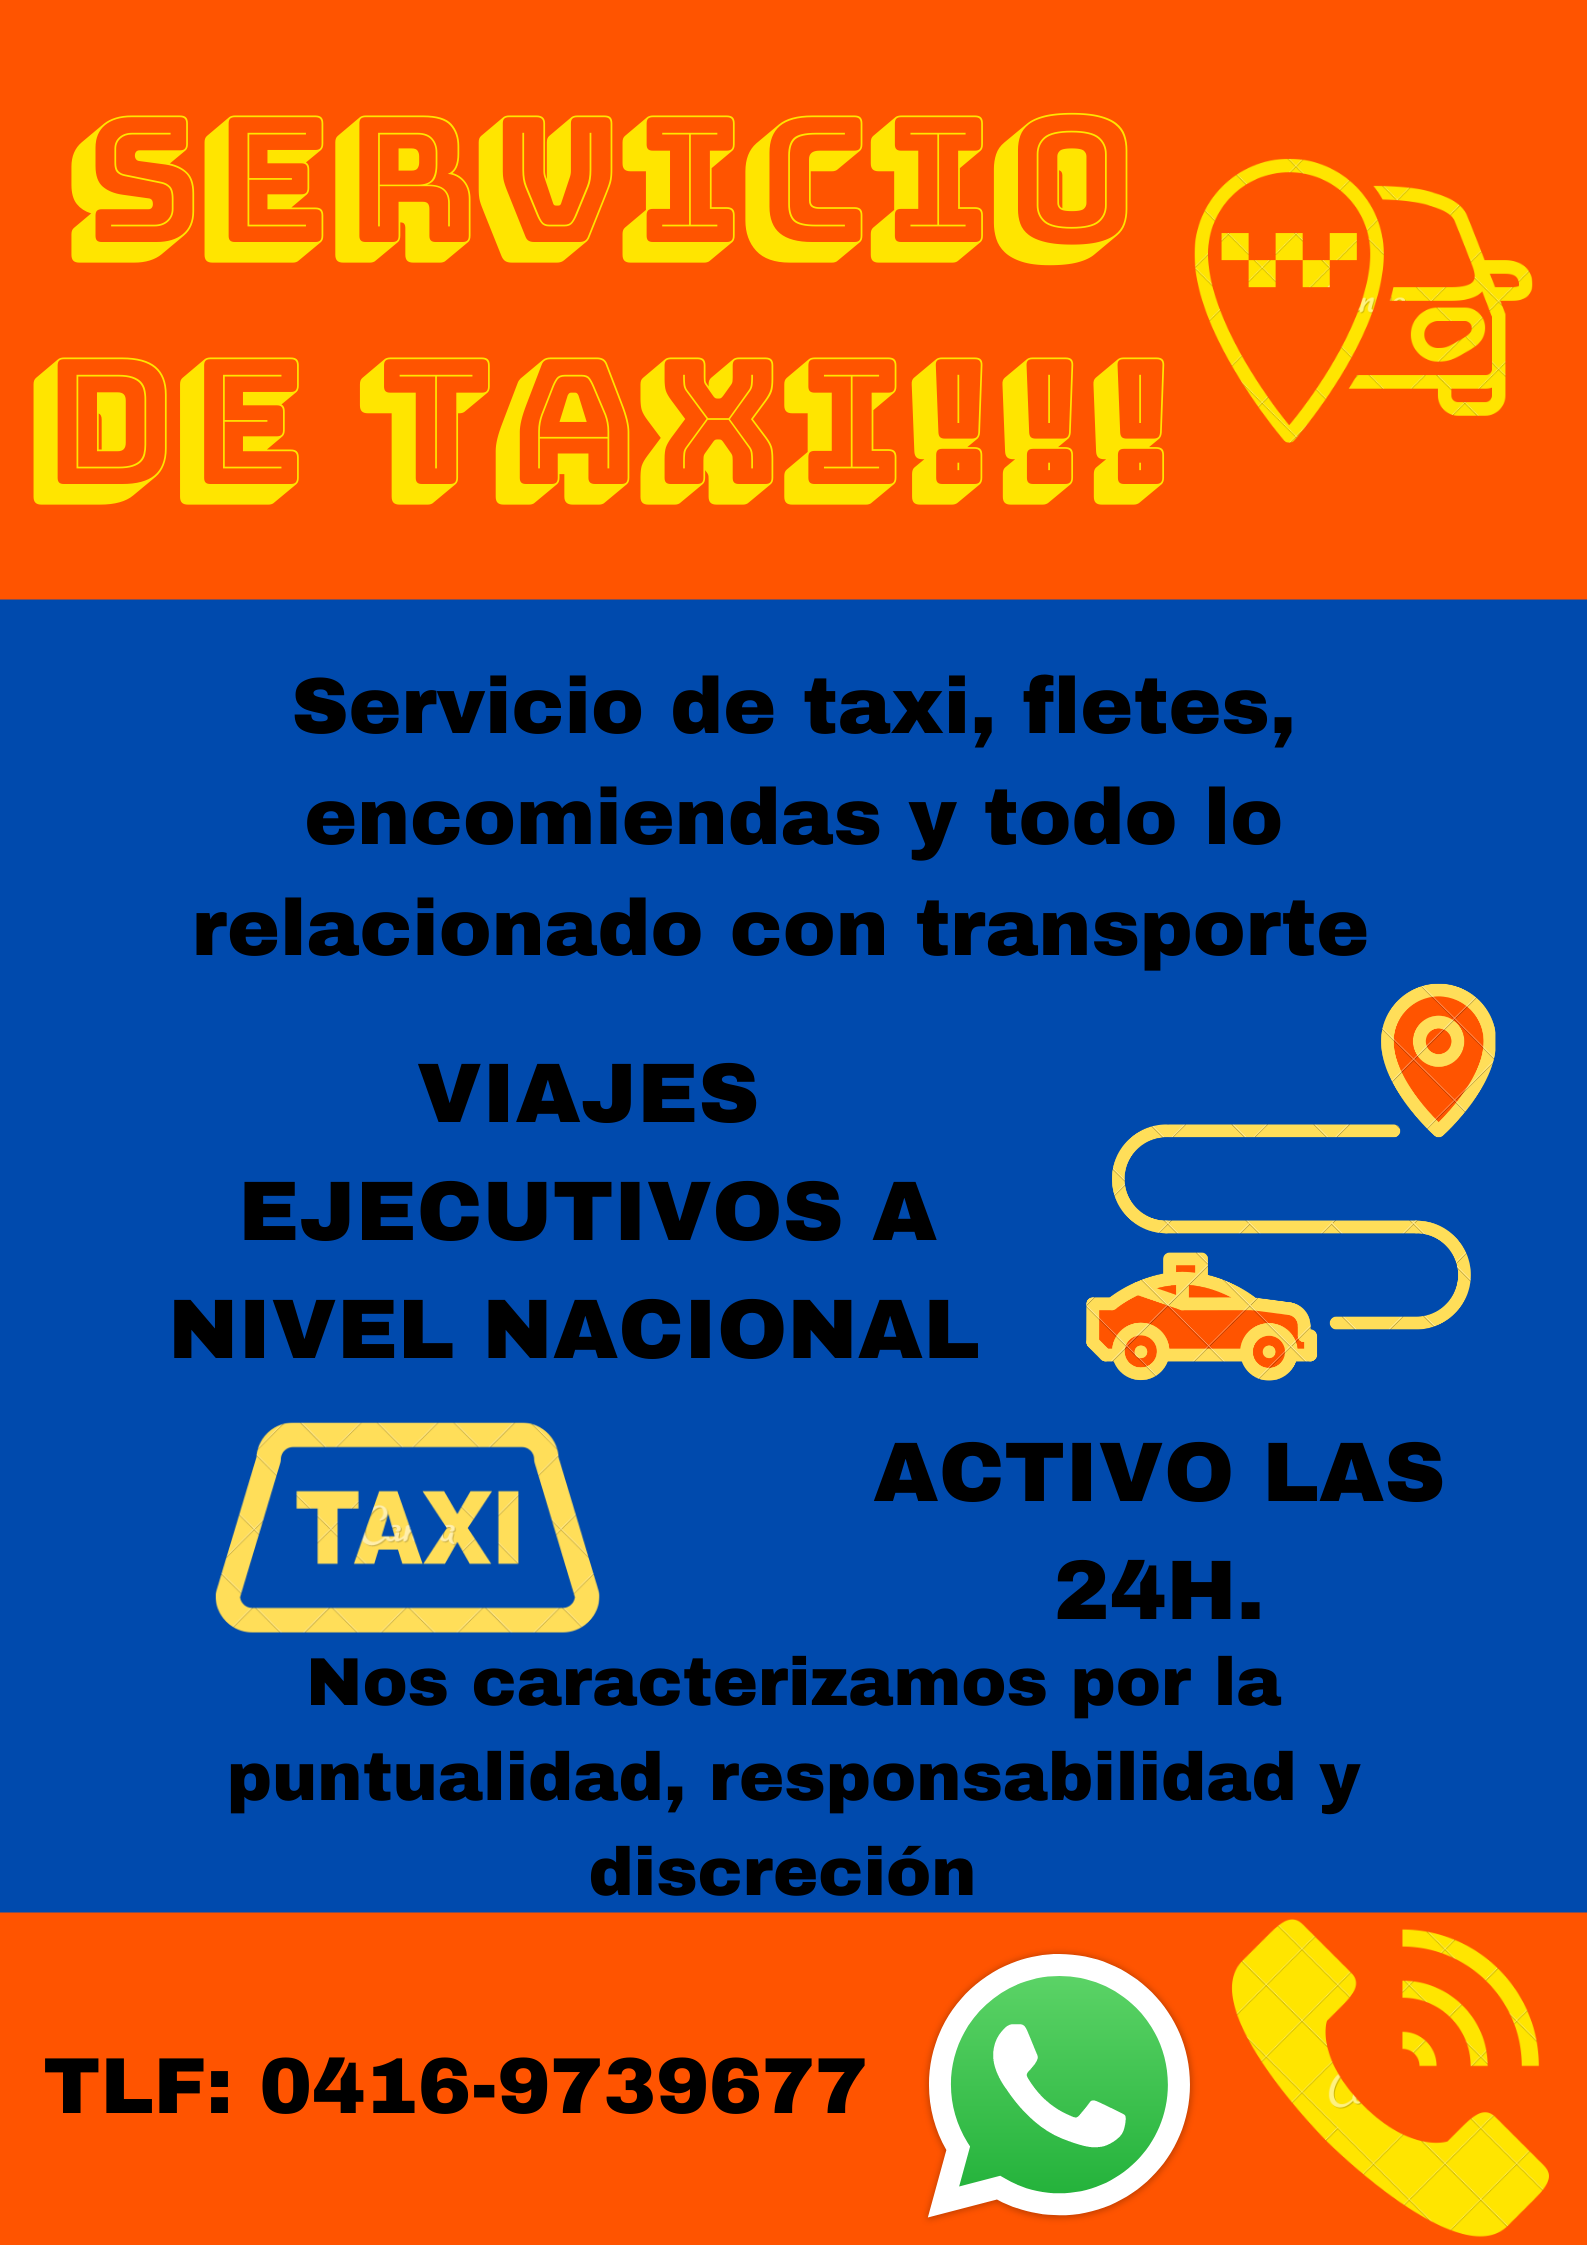 SERVICIO
DE TAXI!!!
Servicio de taxi, fletes,
encomiendas y todo lo
relacionado con transporte
VIAJES
EJECUTIVOS A
NIVEL NACIONAL
TAXI
ACTIVO LAS
24H.
Nos caracterizamos por la
puntualidad, responsabilidad y
discreción
TLF: 0416-9739677